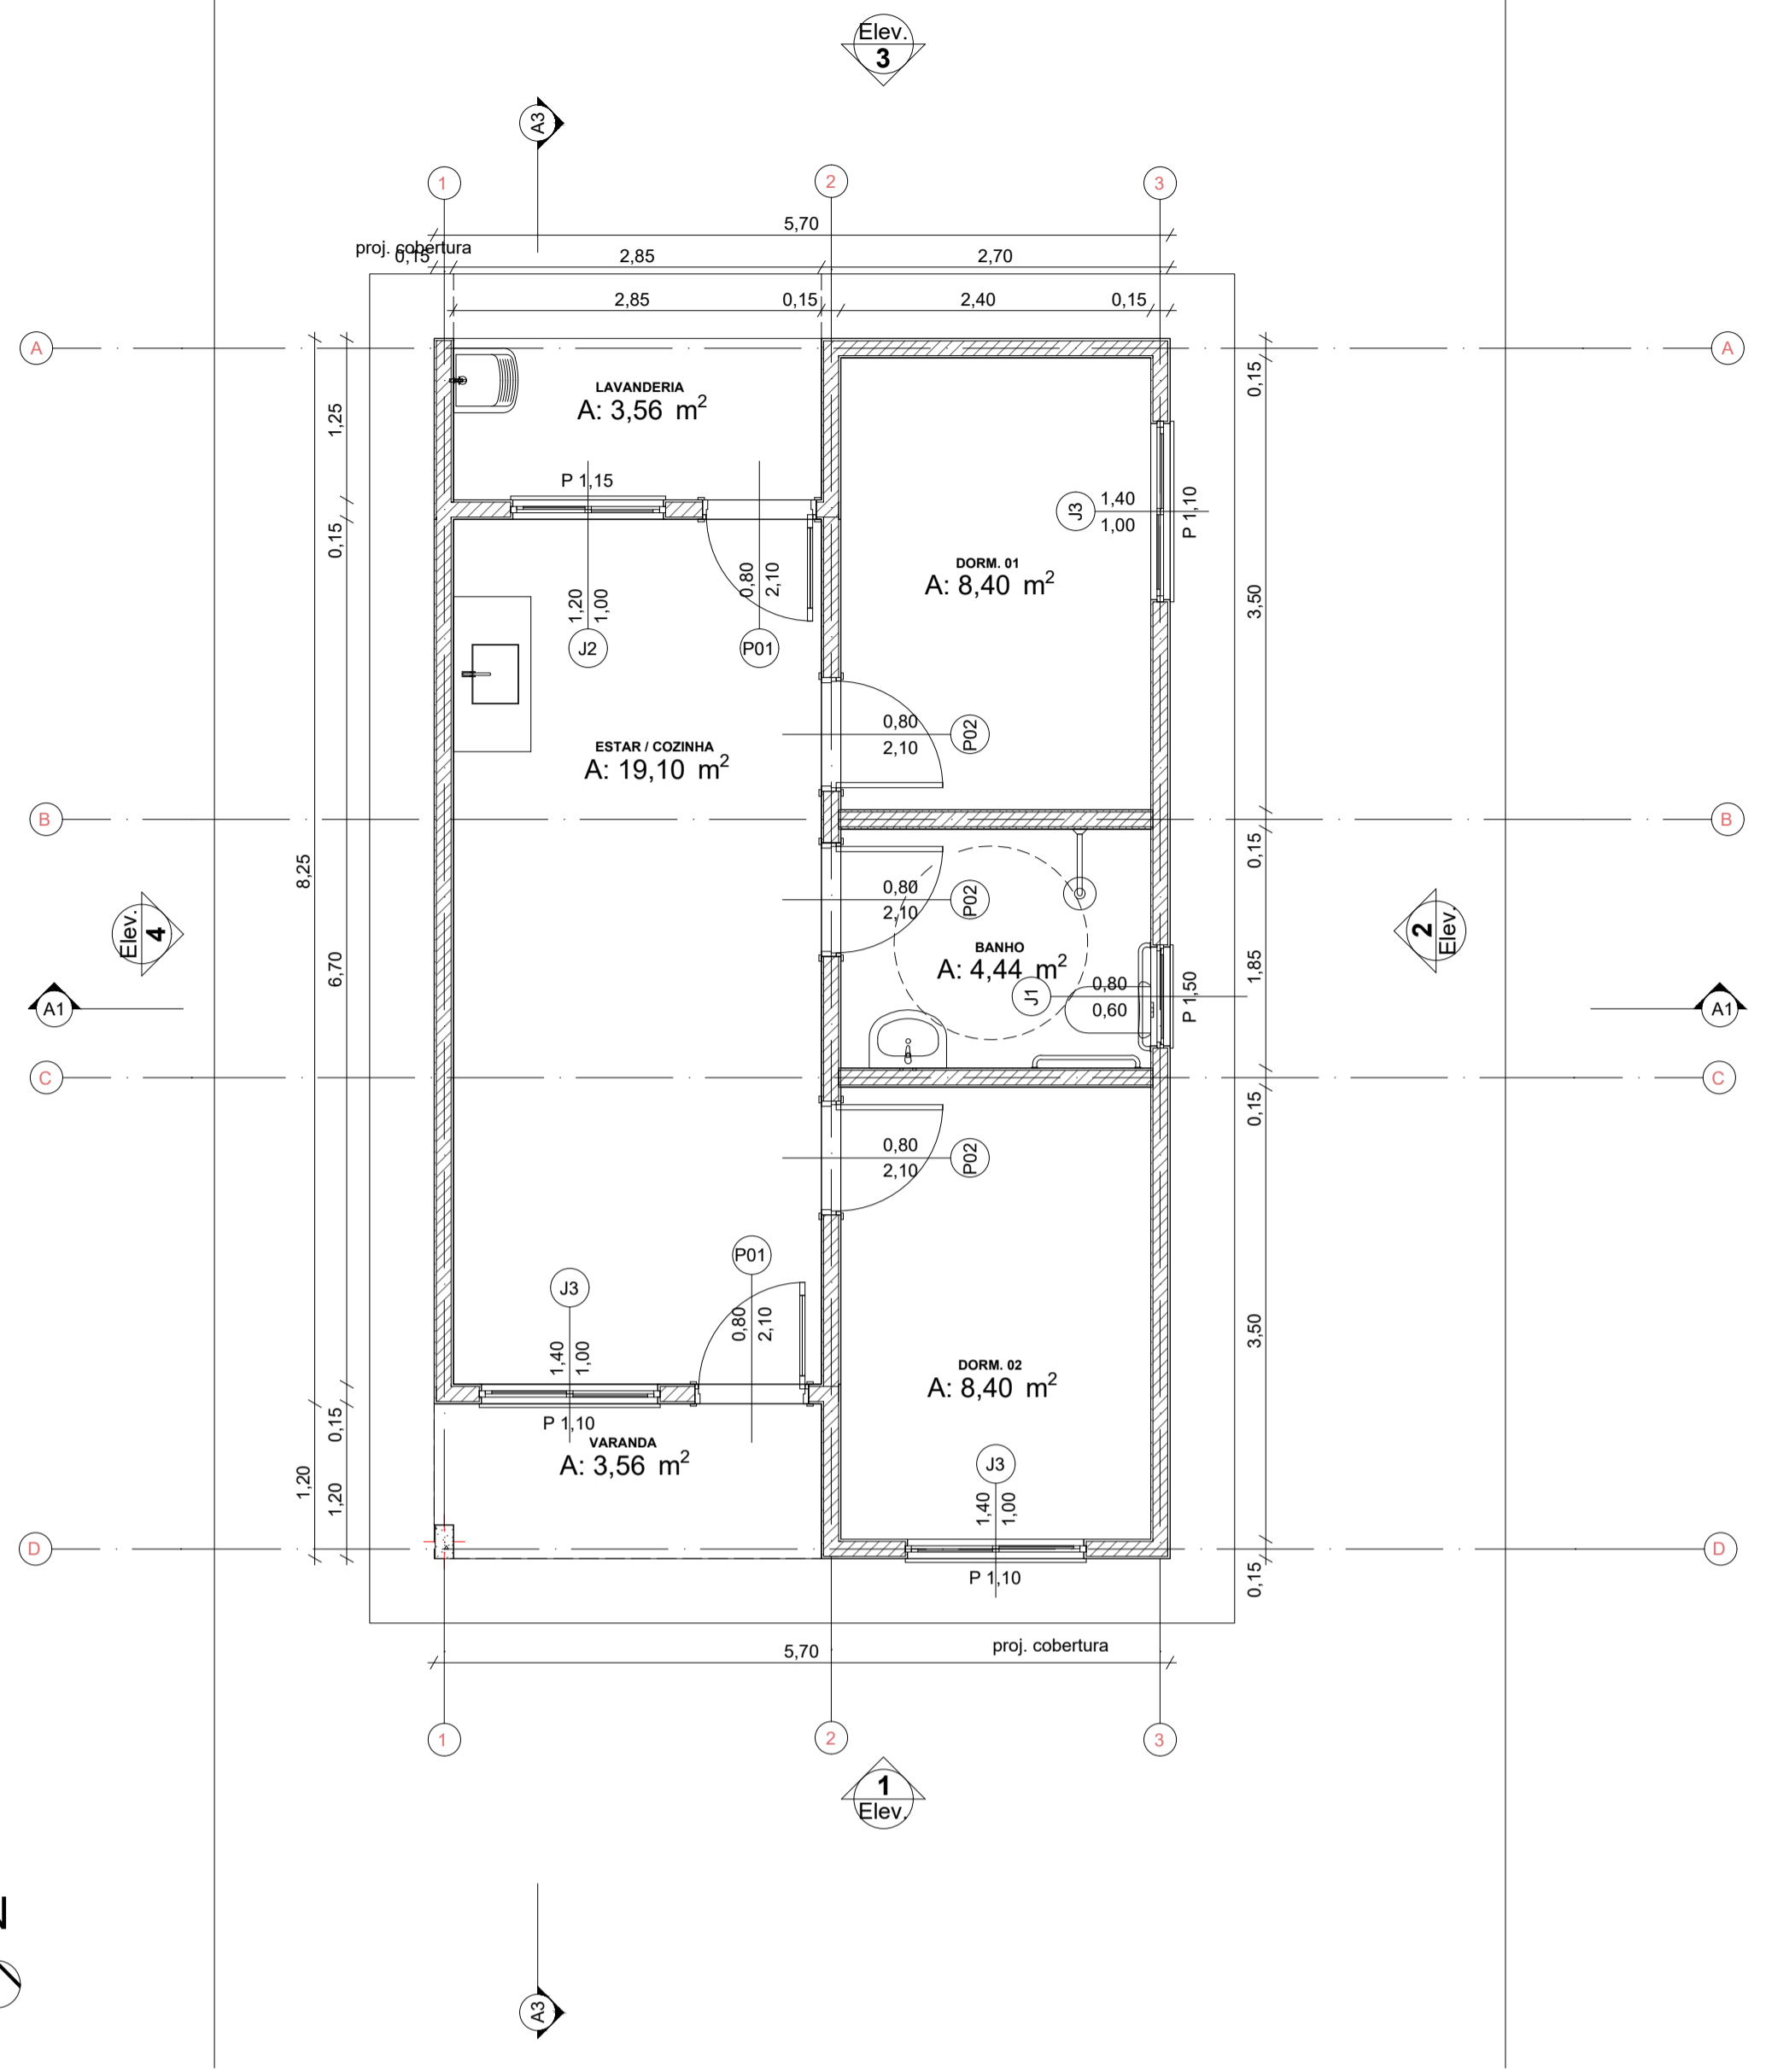 Elev.
3
A3
1
2
3
5,70
proj. cobertura
0,15
2,85
2,70
2,85
0,15
2,40
0,15
A
A
LAVANDERIA
A: 3,56 m²
1,25
0,15
0,15
P 1,15
J3
1,40
1,00
P 1,10
DORM. 01
A: 8,40 m²
1,20
1,00
J2
0,80
2,10
P01
3,50
0,80
2,10
P02
ESTAR / COZINHA
A: 19,10 m²
B
B
8,25
6,70
0,15
0,80
2,10
P02
Elev.
4
2
Elev.
BANHO
A: 4,44 m²
J1
0,80
0,60
P 1,50
1,85
A1
A1
C
C
0,15
0,80
2,10
P02
P01
0,80
2,10
J3
1,40
1,00
3,50
DORM. 02
A: 8,40 m²
P 1,10
VARANDA
A: 3,56 m²
0,15
1,20
1,20
J3
1,40
1,00
D
D
P 1,10
0,15
proj. cobertura
5,70
1
2
3
1
Elev.
A3